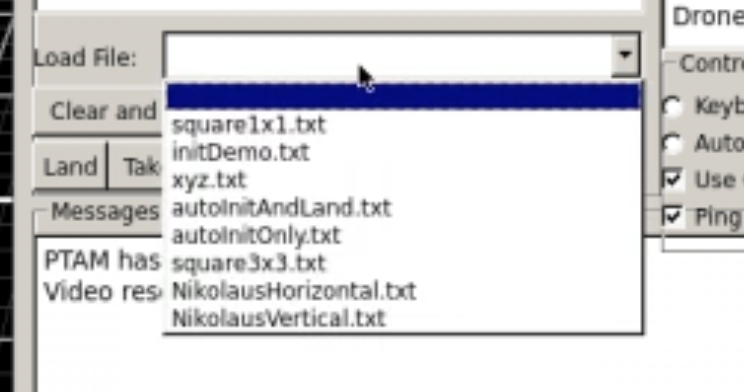 Drone
Load File:
Contro
Clear and
square1x1.txt
Keyb
initDemo.txt
Auto
Land
Take
xyz.txt
Use
autoInitAndLand.txt
Messages
Ping
autoInitOnly.txt
PTAM has
square3x3.txt
Video res
NikolausHorizontal.txt
NikolausVertical.txt